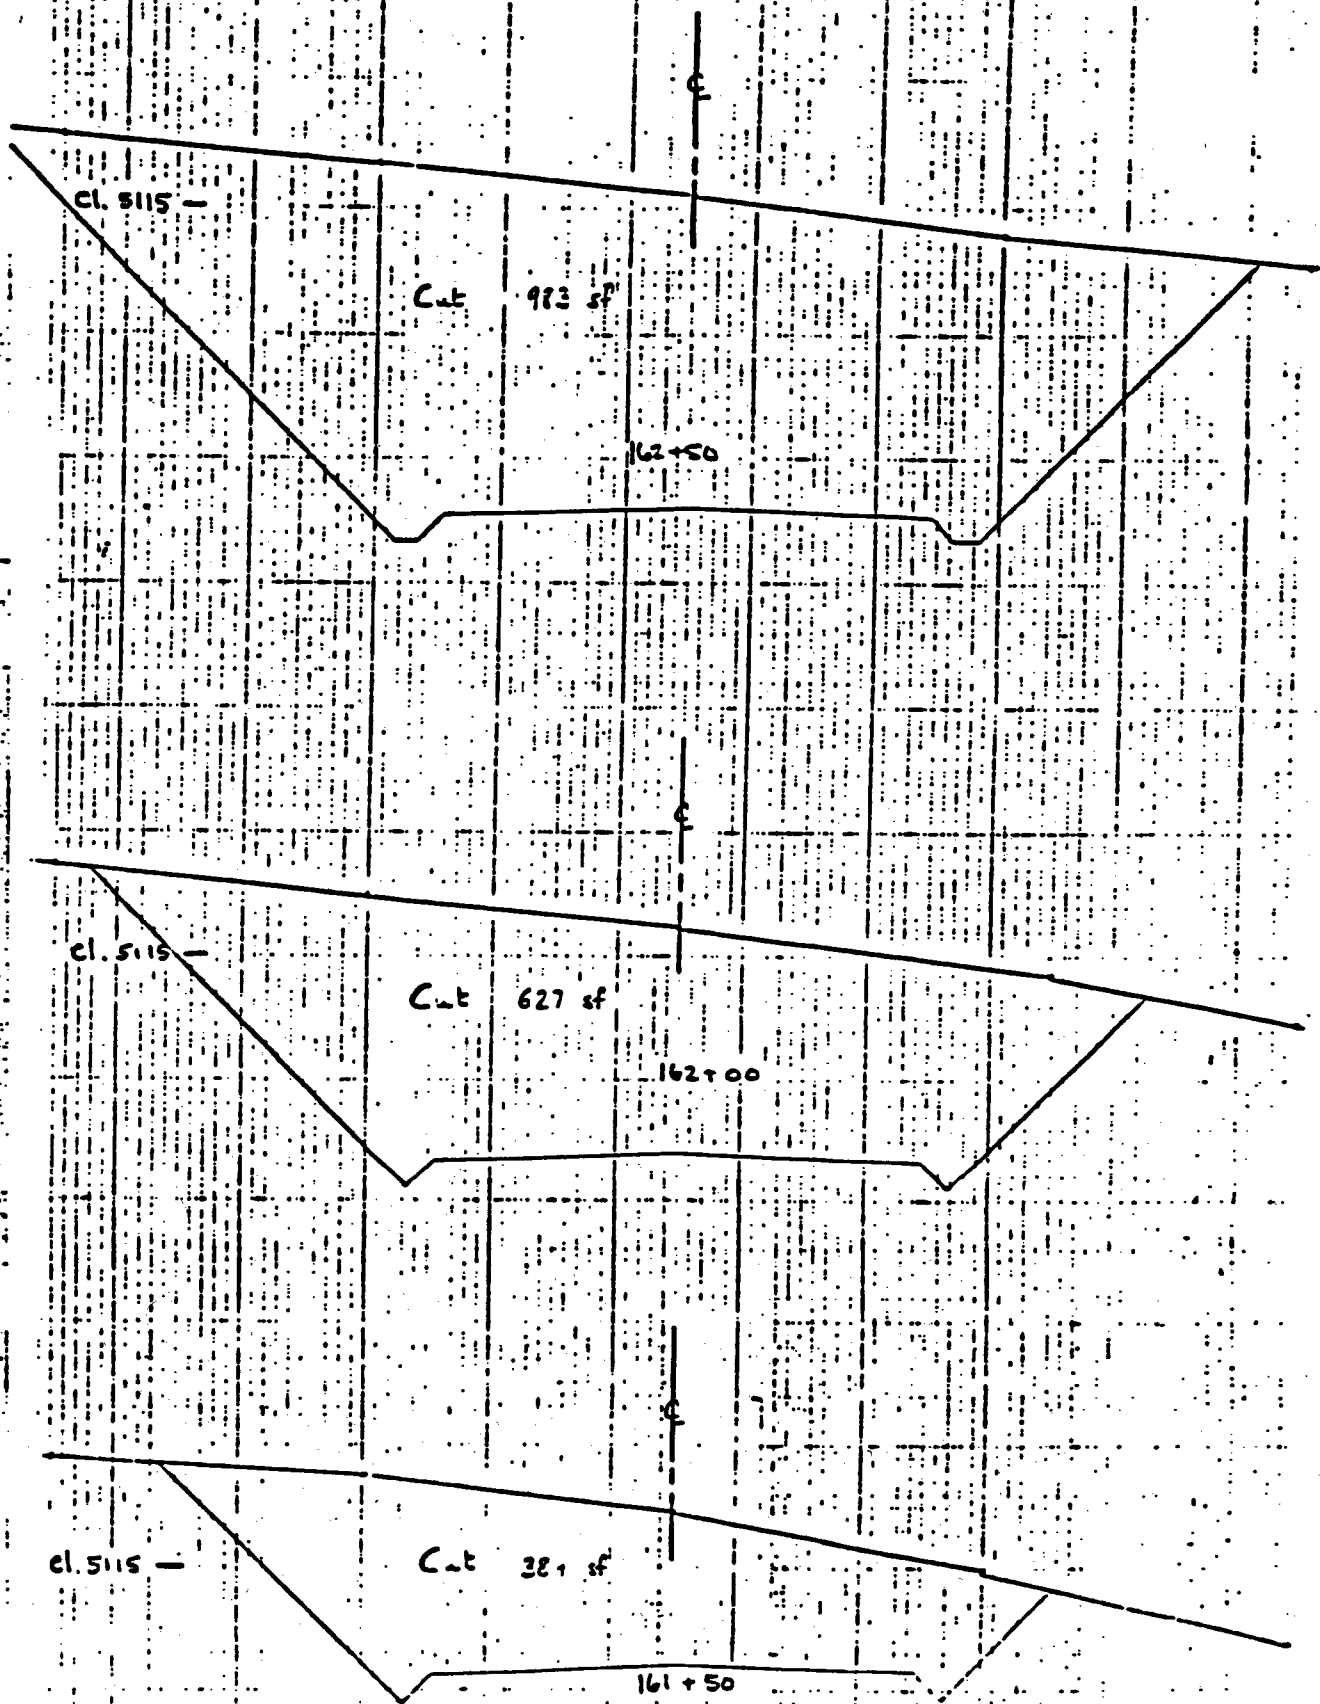 ℄
el. 5115 —
Cut 983 sf
162+50
℄
el. 5115 —
Cut 627 sf
162+00
℄
el. 5115 —
Cut sf
161+50